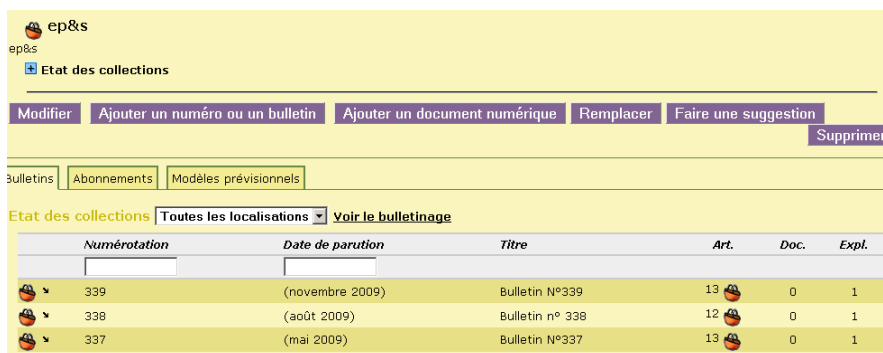 ep&s
ep&s
Etat des collections
Modifier Ajouter un numéro ou un bulletin Ajouter un document numérique Remplacer Faire une suggestion
Supprimer
Bulletins Abonnements Modèles prévisionnels
Etat des collections Toutes les localisations Voir le bulletinage
Numérotation Date de parution Titre Art. Doc. Expl.
339 (novembre 2009) Bulletin N°339 13 0 1
338 (août 2009) Bulletin n° 338 12 0 1
337 (mai 2009) Bulletin N°337 13 0 1